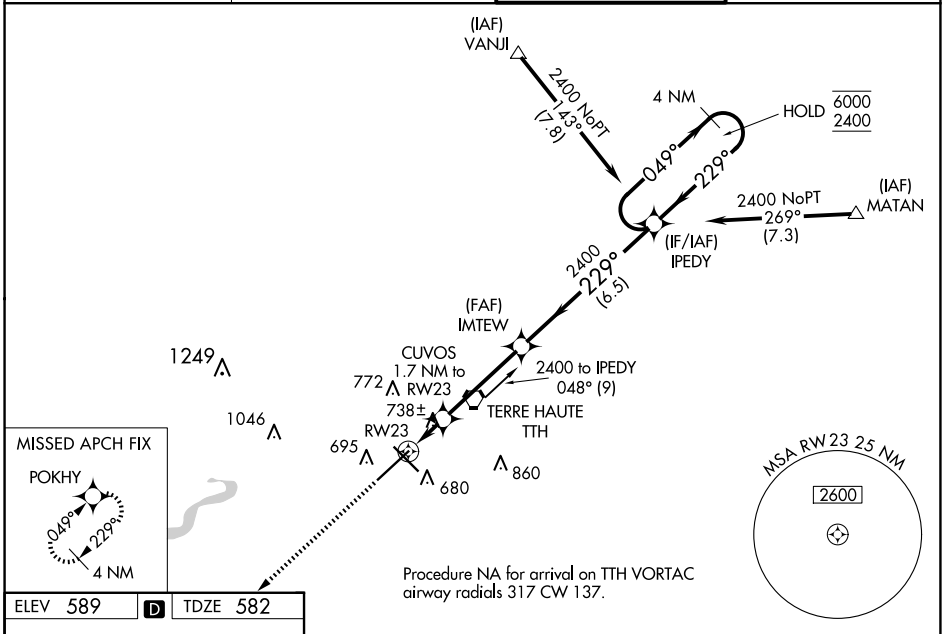 (IAF)
VANJI
2400 NoPT
143°
(7.8)
4 NM
HOLD
6000
2400
049°
229°
(IAF)
MATAN
2400 NoPT
269°
(7.3)
(IF/IAF)
IPEDY
2400
229°
(6.5)
(FAF)
IMTEW
CUVOS
1.7 NM to
RW23
2400 to IPEDY
048° (9)
TERRE HAUTE
TTH
1249
772
738±
1046
RW23
695
680
860
MISSED APCH FIX
POKHY
049°
229°
4 NM
MSA RW 23 25 NM
2600
Procedure NA for arrival on TTH VORTAC
airway radials 317 CW 137.
ELEV 589 D TDZE 582